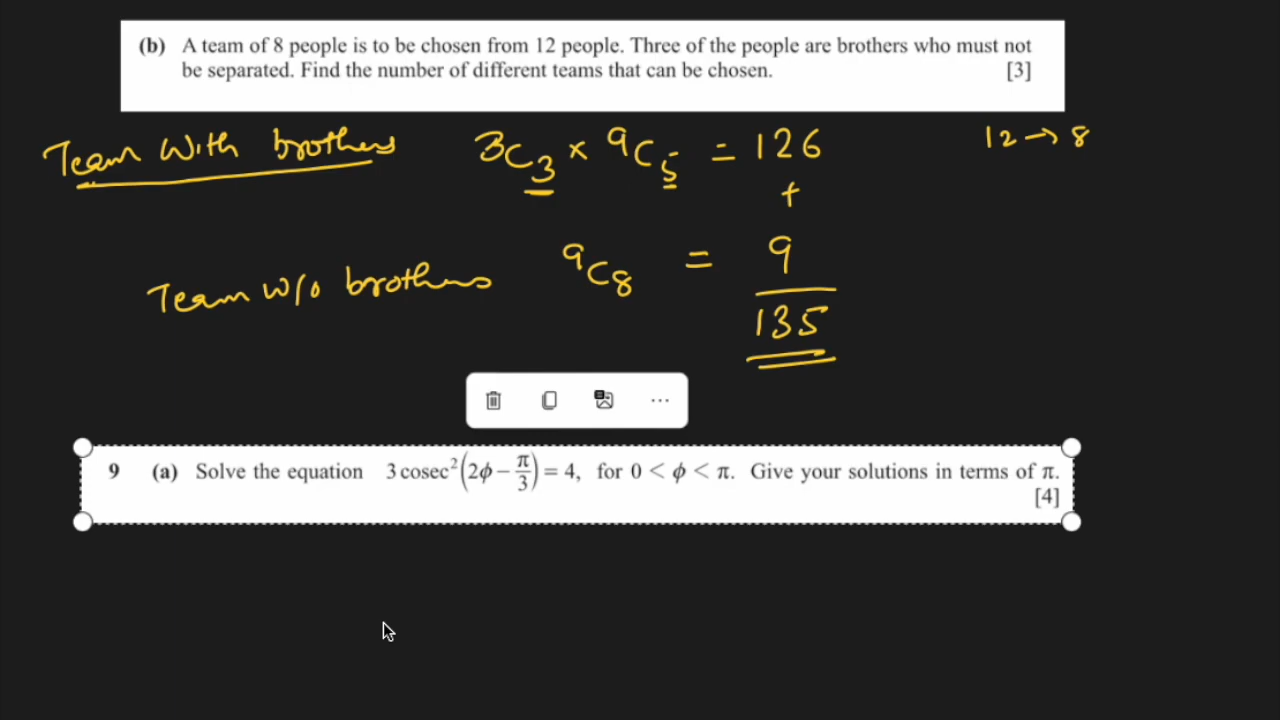 (b) A team of 8 people is to be chosen from 12 people. Three of the people are brothers who must not
be separated. Find the number of different teams that can be chosen. [3]
Team With brothers 3C3 × 9C5 = 126 12 → 8
+
Team w/o brothers 9C8 = 9
135
9 (a) Solve the equation 3 cosec²(2ϕ − π/3) = 4, for 0 < ϕ < π. Give your solutions in terms of π.
[4]